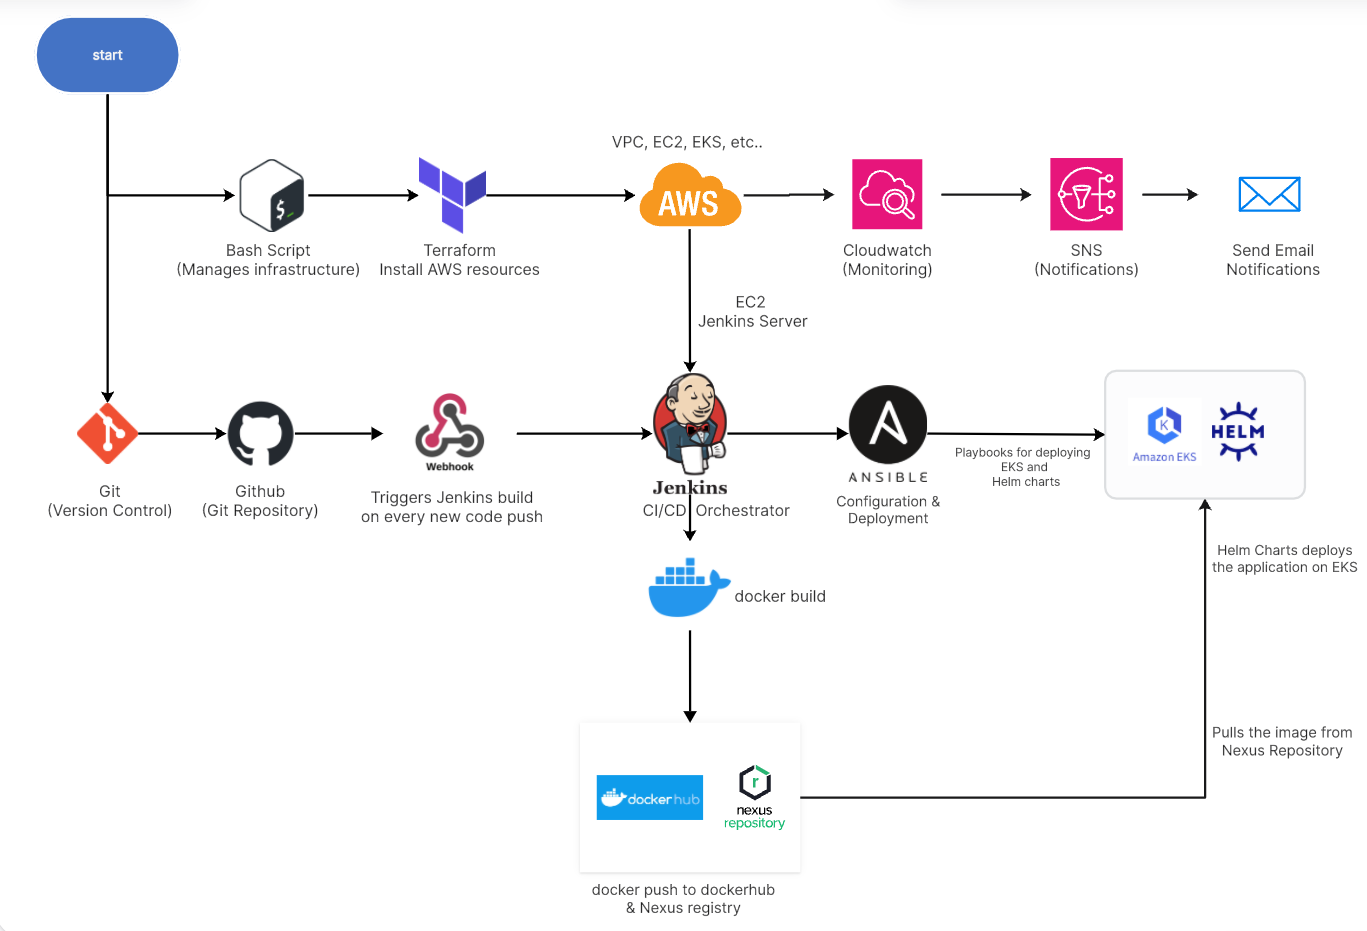 start
VPC, EC2, EKS, etc..
$_
AWS
Bash Script
(Manages infrastructure)
Terraform
Install AWS resources
Cloudwatch
(Monitoring)
SNS
(Notifications)
Send Email
Notifications
EC2
Jenkins Server
Webhook
Jenkins
A
ANSIBLE
Playbooks for deploying
EKS and
Helm charts
K
Amazon EKS
HELM
Git
(Version Control)
Github
(Git Repository)
Triggers Jenkins build
on every new code push
CI/CD Orchestrator
Configuration &
Deployment
Helm Charts deploys
the application on EKS
docker build
Pulls the image from
Nexus Repository
dockerhub
r
nexus
repository
docker push to dockerhub
& Nexus registry